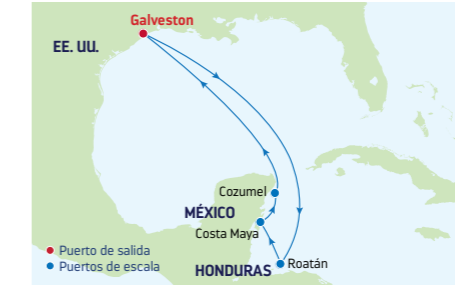 Galveston
EE. UU.
Cozumel
MÉXICO
Costa Maya
Puerto de salida
Puertos de escala
HONDURAS
Roatán